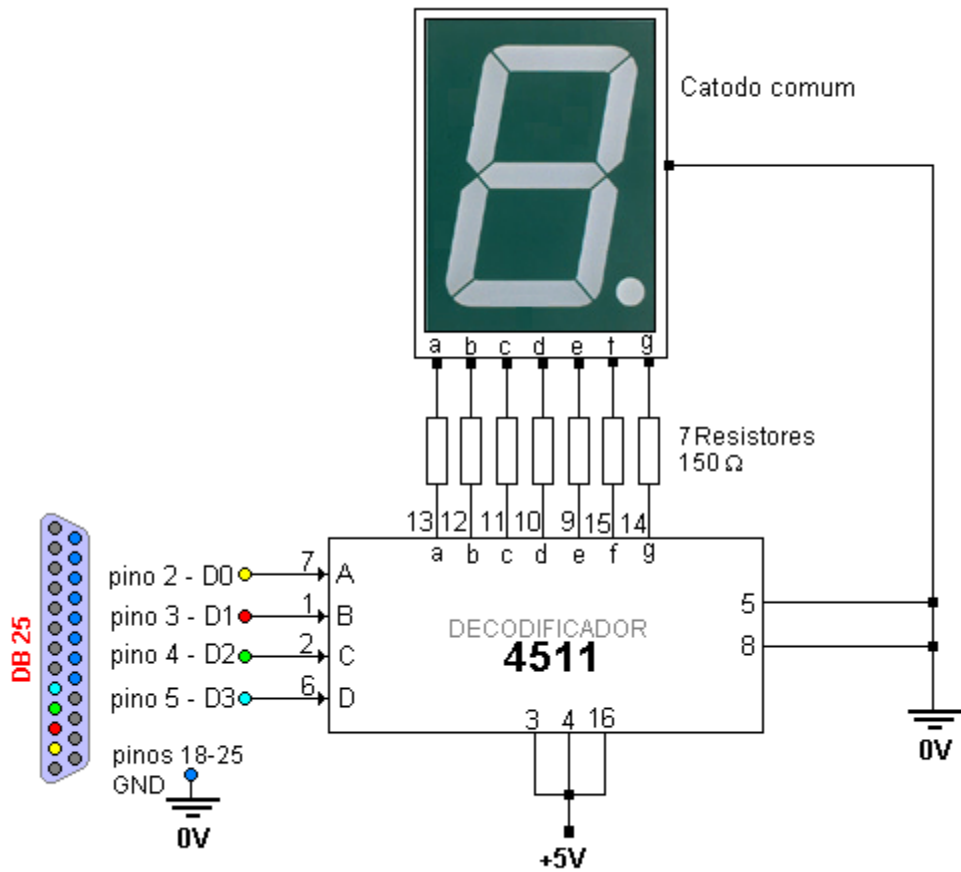 Catodo comum
a b c d e f g
7 Resistores
150 Ω
13 12 11 10 9 15 14
a b c d e f g
DB 25
pino 2 - D0 7 A
pino 3 - D1 1 B
pino 4 - D2 2 C
pino 5 - D3 6 D
DECODIFICADOR
4511
5
8
3 4 16
pinos 18-25
GND
0V
+5V
0V